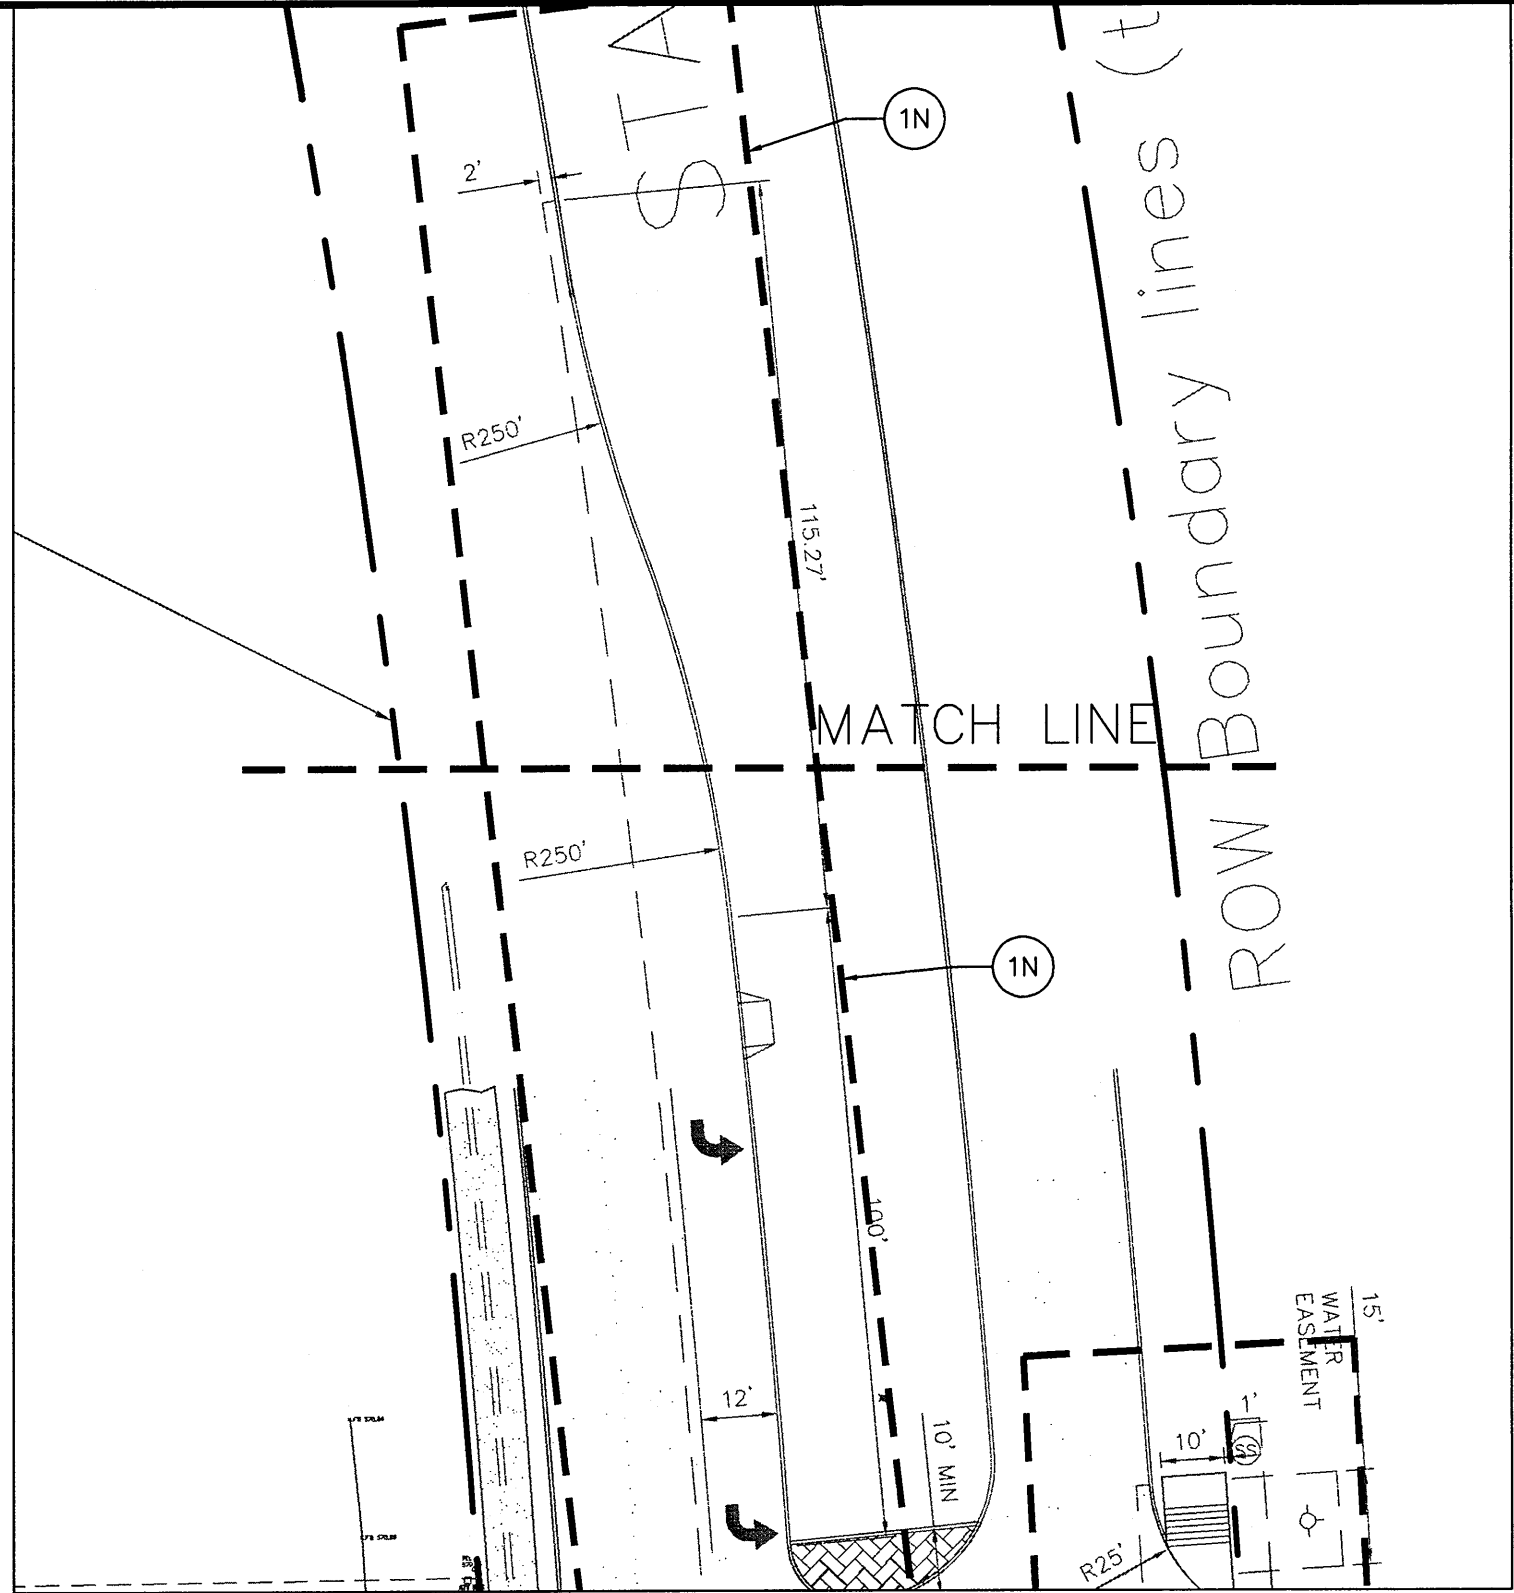 STA
(t
1N
2'
ROW Boundary lines
R250'
115.27'
MATCH LINE
R250'
1N
100'
15'
WATER
EASEMENT
12'
10' MIN
1'
10'
SS
R25'